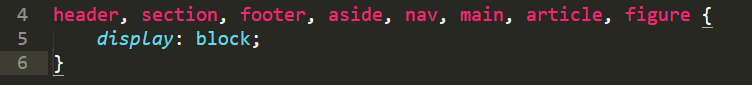 4 header, section, footer, aside, nav, main, article, figure {
5     display: block;
6 }